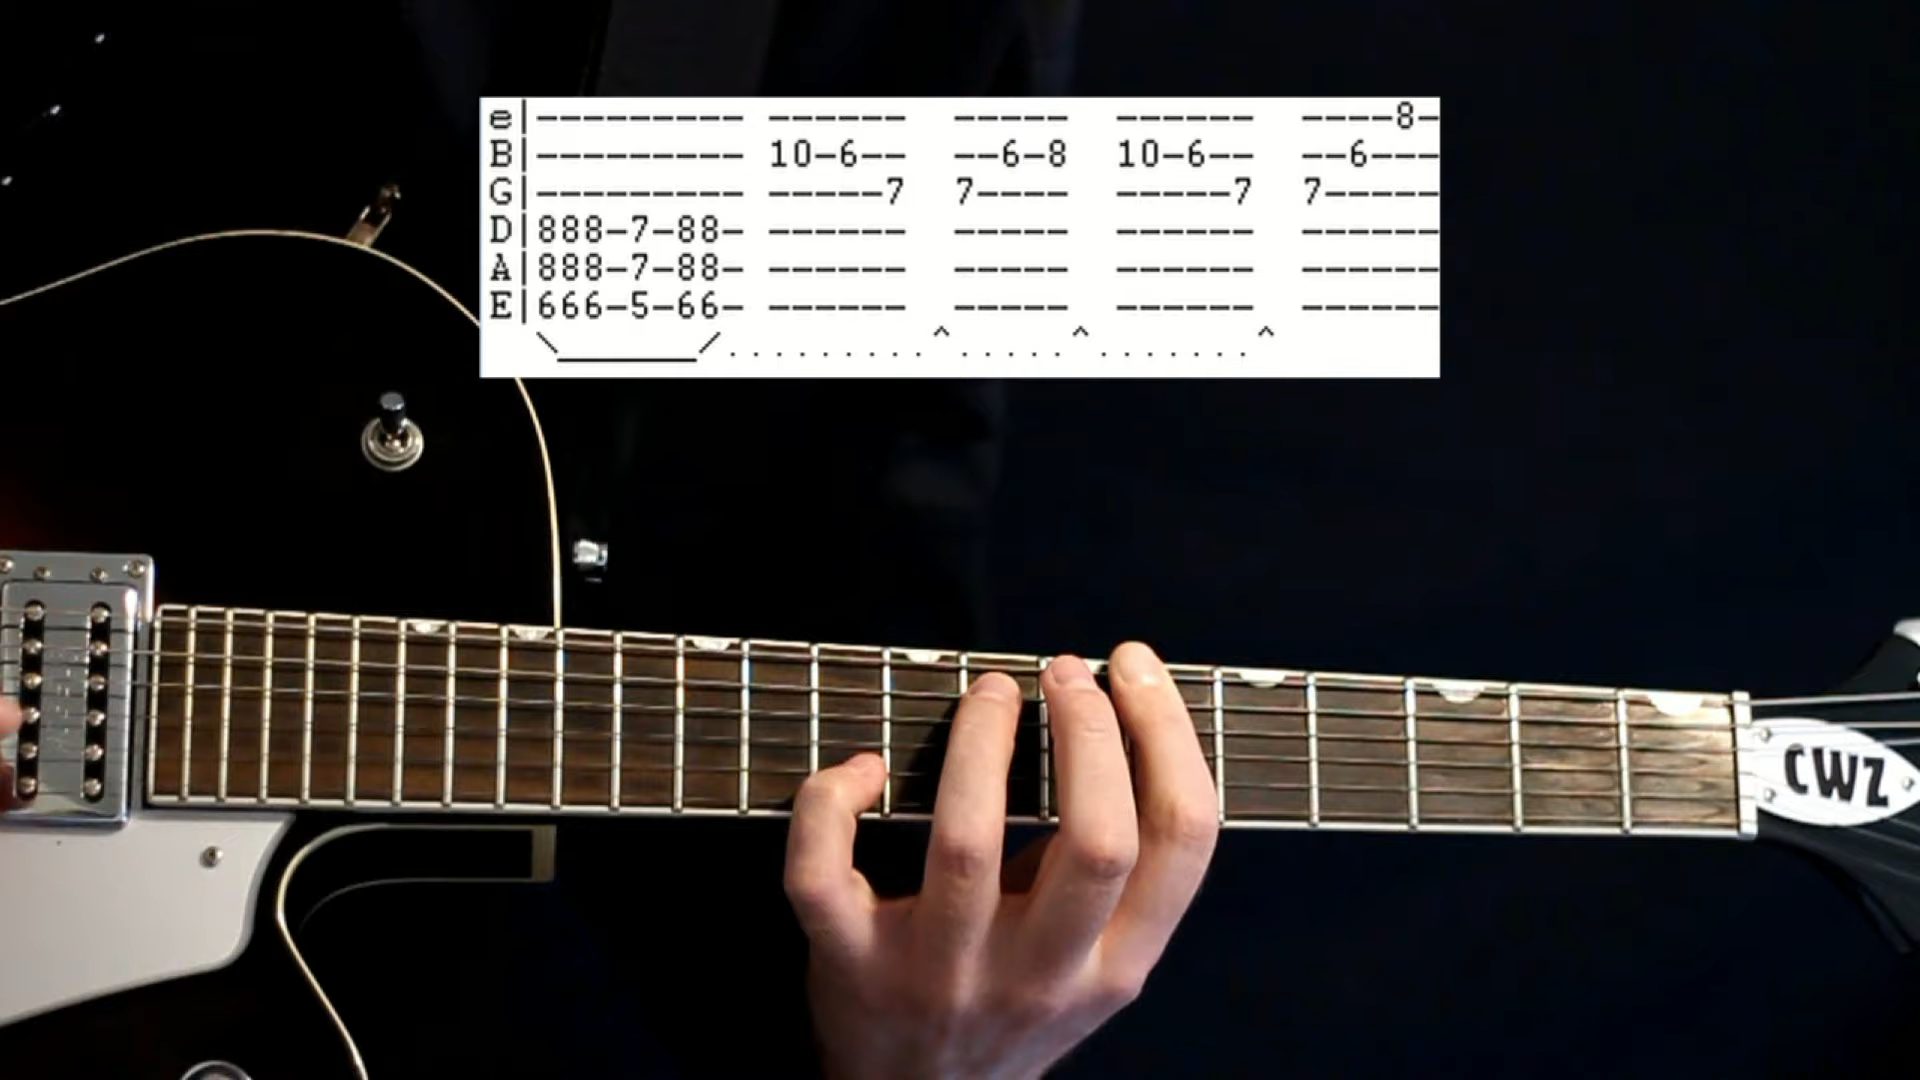 e|--------- ------ ----- ------ ----8-
B|--------- 10-6-- --6-8 10-6-- --6---
G|--------- -----7 7---- -----7 7-----
D|888-7-88- ------ ----- ------ ------
A|888-7-88- ------ ----- ------ ------
E|666-5-66- ------ ----- ------ ------
\______/.........^.....^.......^
CWZ